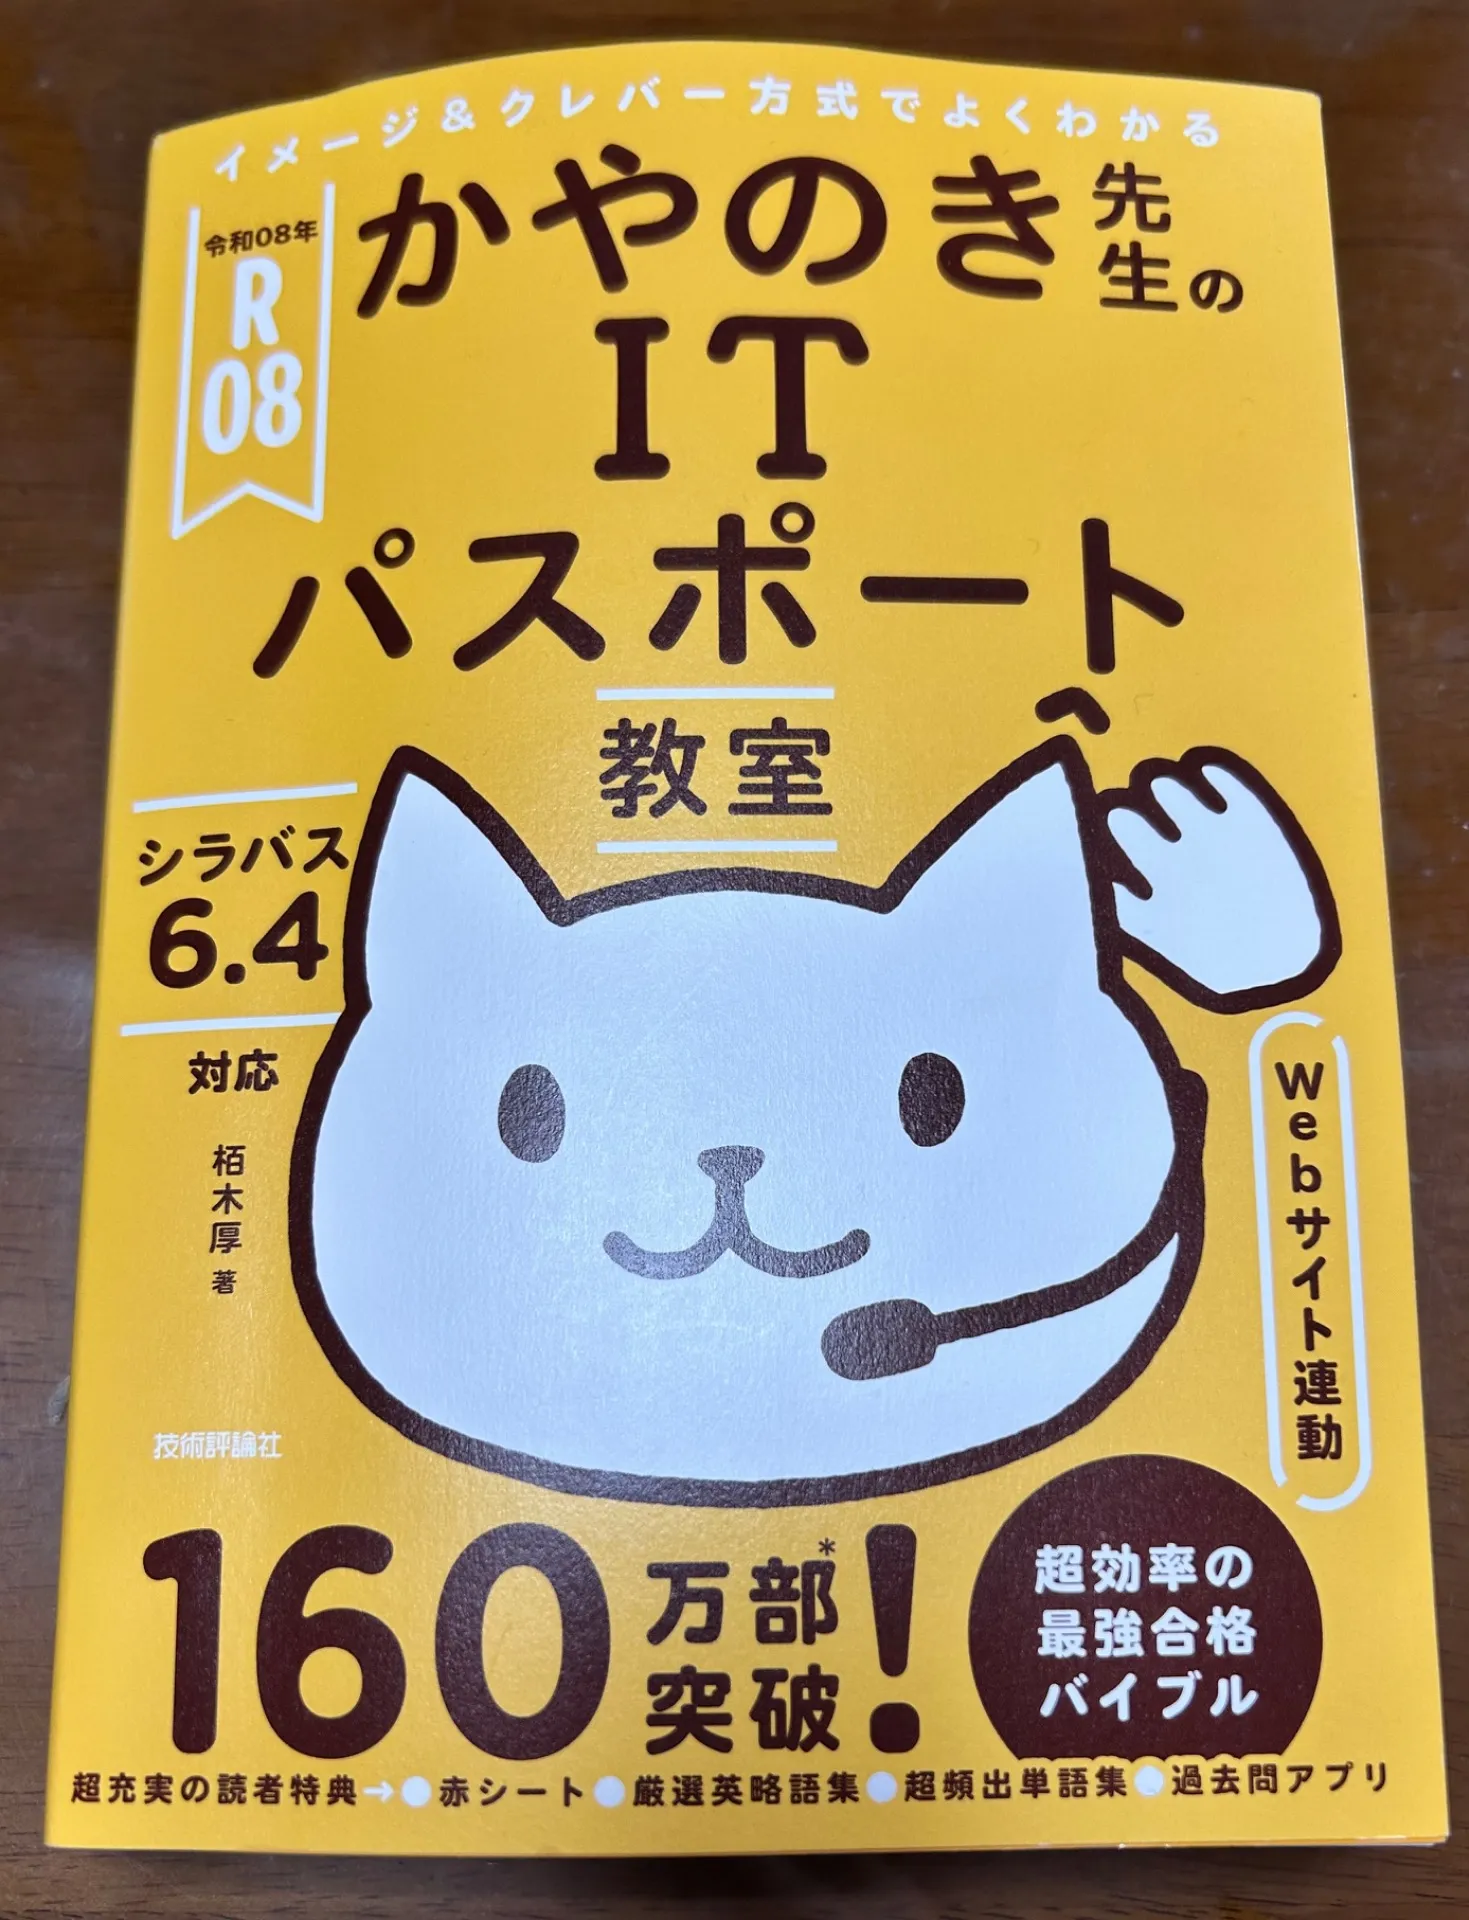 イメージ&クレバー方式でよくわかる
令和08年
R
08
かやのき先生の
IT
パスポート
教室
シラバス
6.4
対応
栢木厚 著
技術評論社
Webサイト連動
160万部*突破!
超効率の
最強合格
バイブル
超充実の読者特典→●赤シート●厳選英略語集●超頻出単語集●過去問アプリ